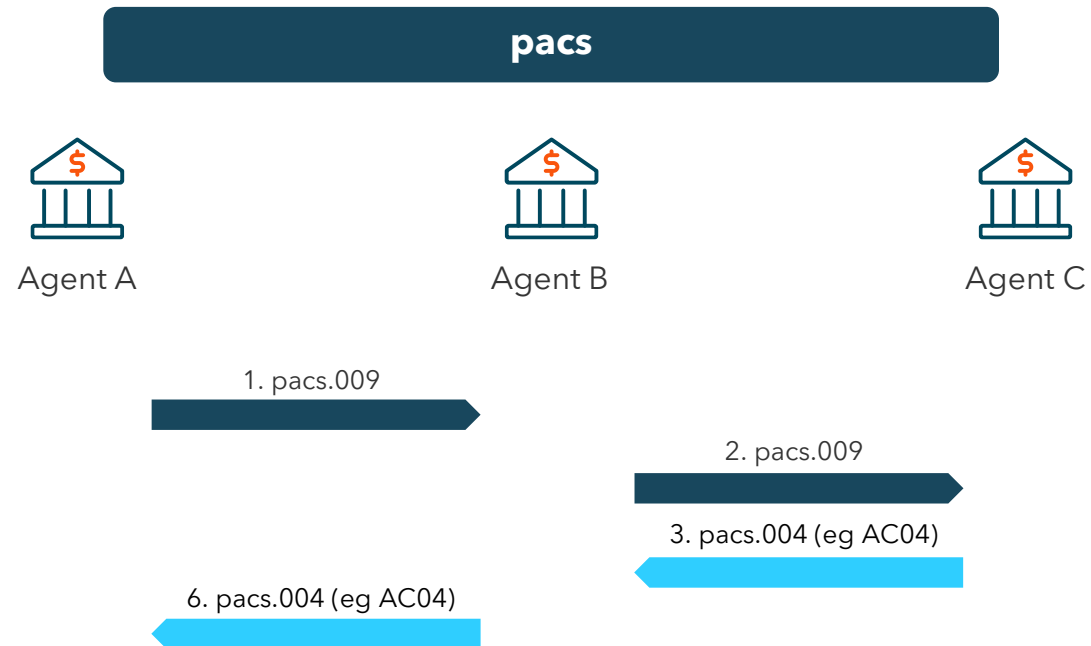 pacs
$ $ $
Agent A Agent B Agent C
1. pacs.009
2. pacs.009
3. pacs.004 (eg AC04)
6. pacs.004 (eg AC04)